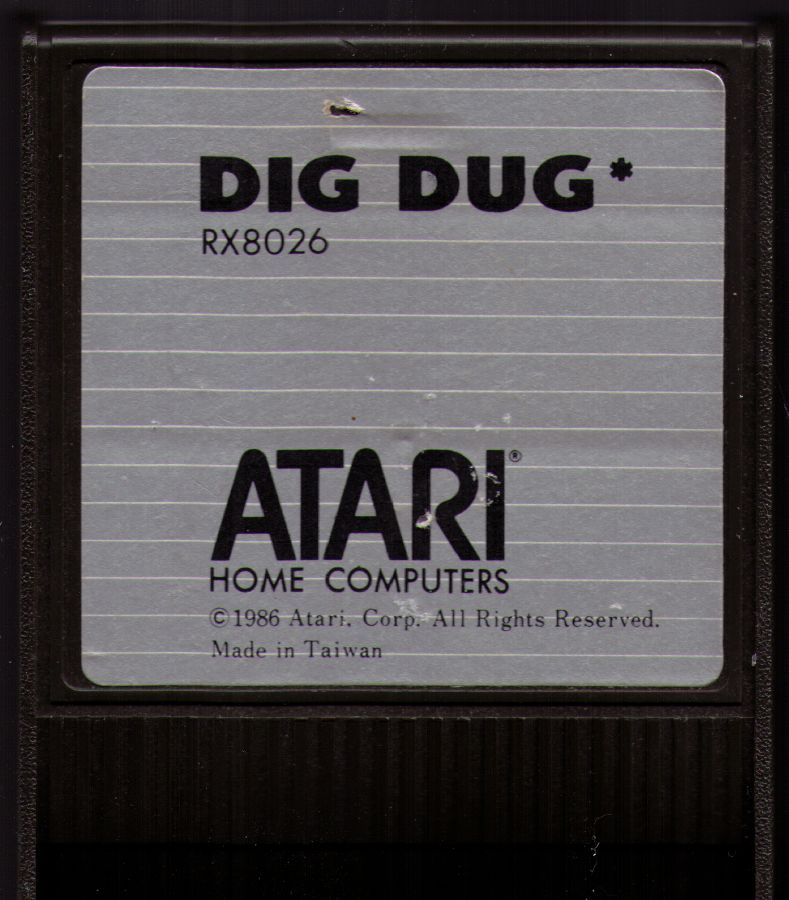 DIG DUG*
RX8026
ATARI®
HOME COMPUTERS
©1986 Atari. Corp. All Rights Reserved.
Made in Taiwan